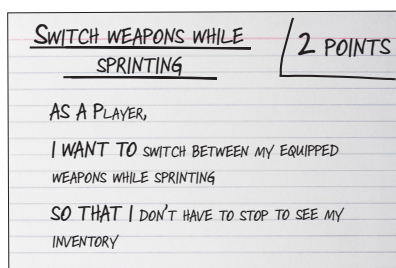 SWITCH WEAPONS WHILE
SPRINTING
2 POINTS
AS A PLAYER,
I WANT TO SWITCH BETWEEN MY EQUIPPED
WEAPONS WHILE SPRINTING
SO THAT I DON'T HAVE TO STOP TO SEE MY
INVENTORY